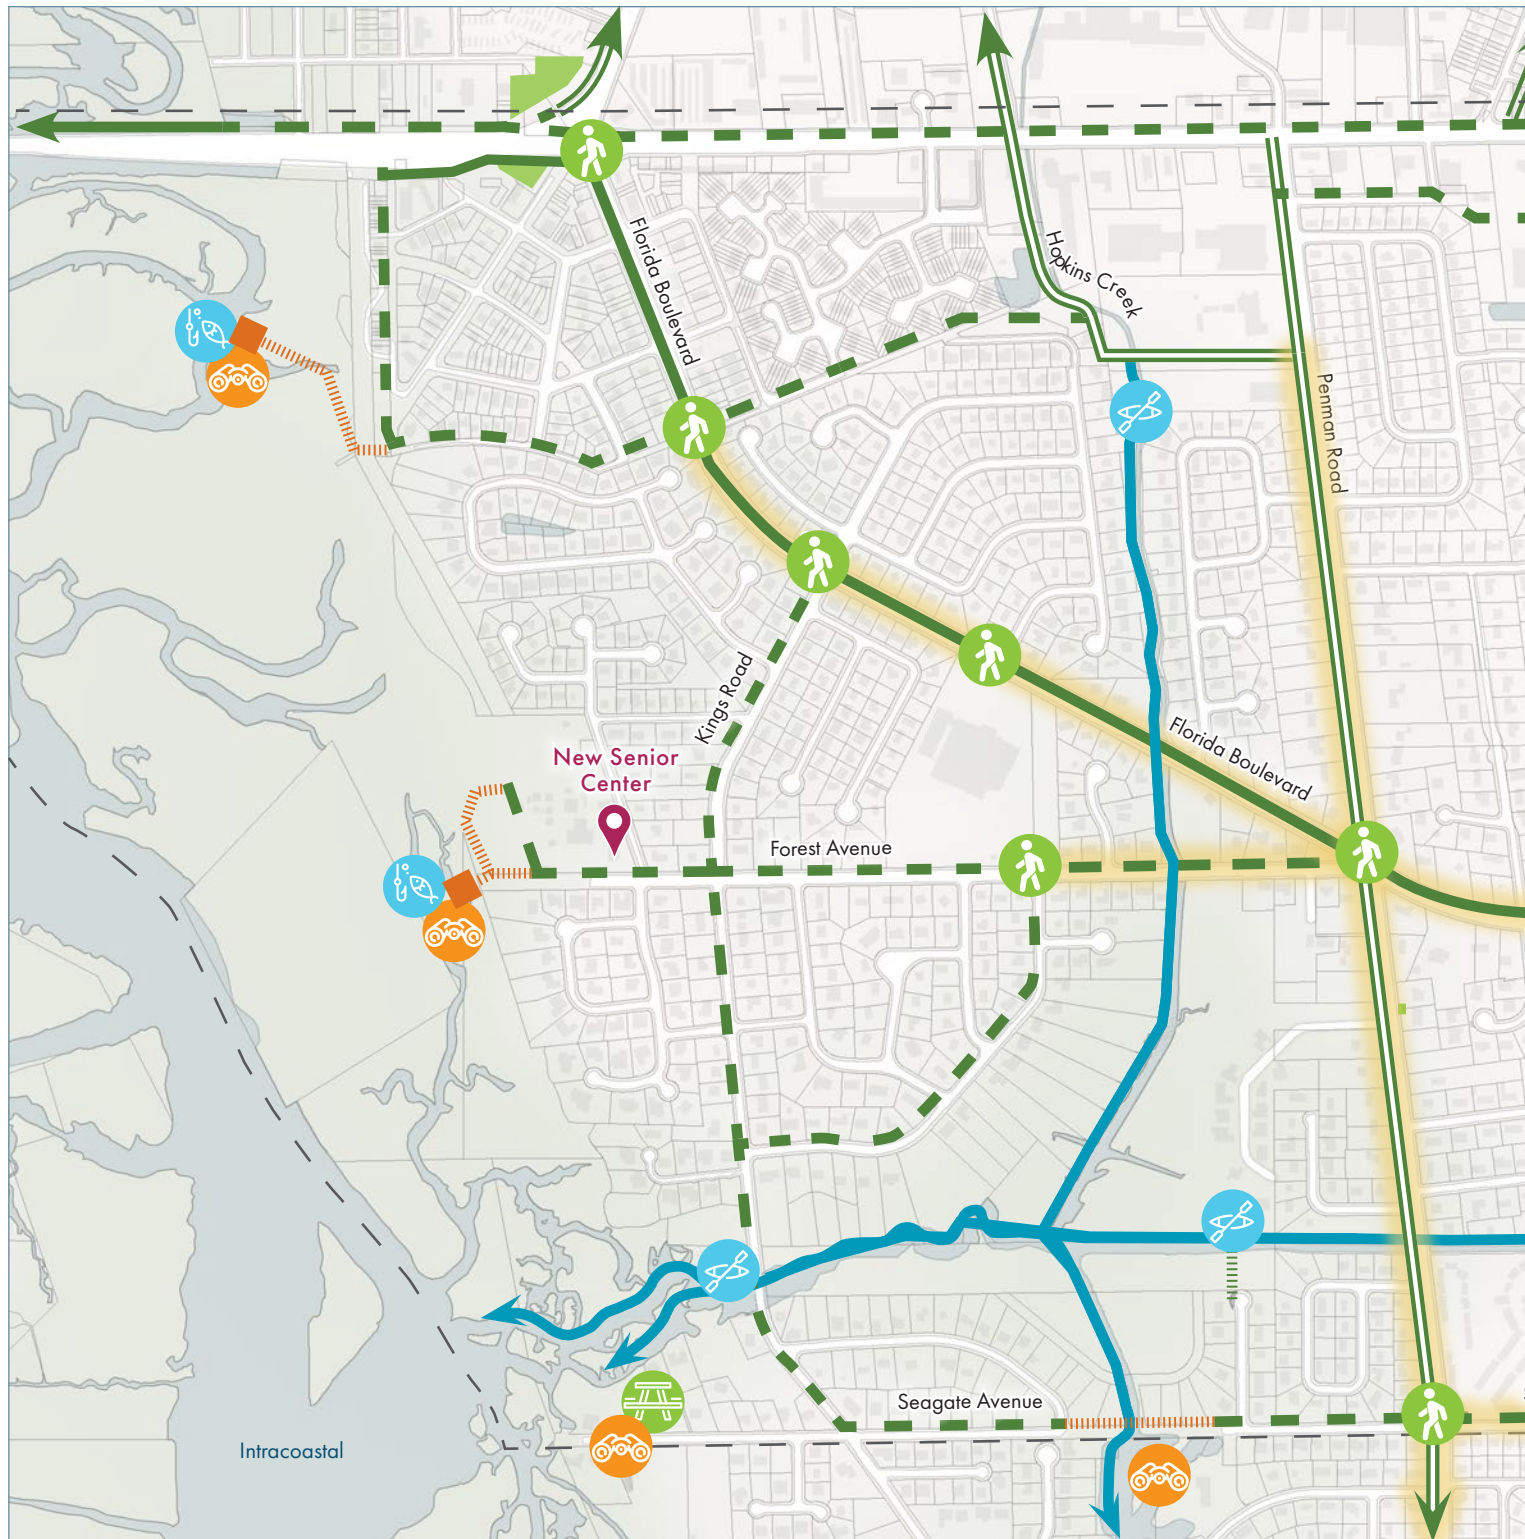 Florida Boulevard
Hopkins Creek
Penman Road
Kings Road
New Senior
Center
Florida Boulevard
Forest Avenue
Seagate Avenue
Intracoastal